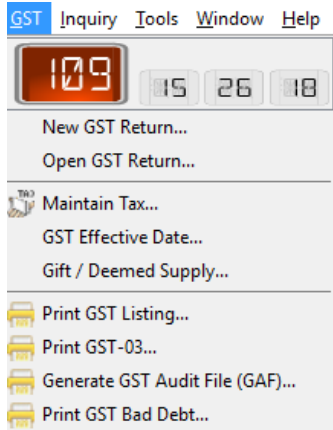 GST Inquiry Tools Window Help
109 15 26 18
New GST Return...
Open GST Return...
TAX Maintain Tax...
GST Effective Date...
Gift / Deemed Supply...
Print GST Listing...
Print GST-03...
Generate GST Audit File (GAF)...
Print GST Bad Debt...